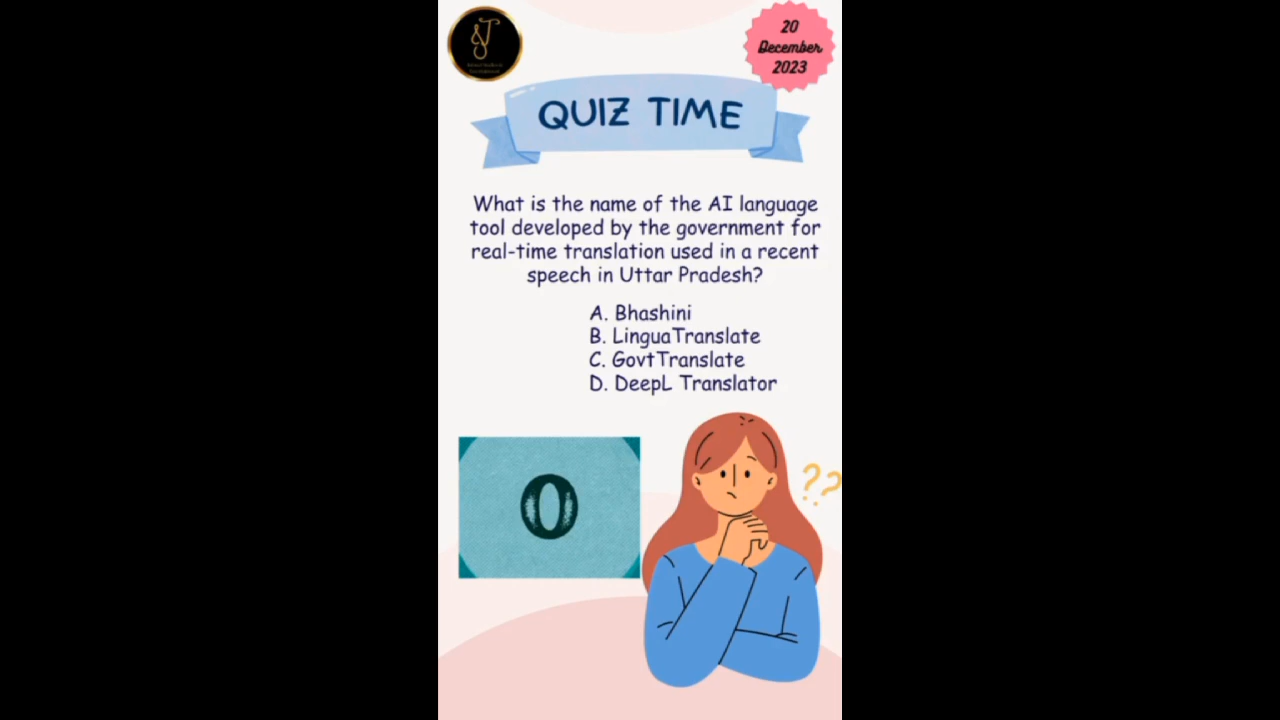 20
December
2023
QUIZ TIME
What is the name of the AI language
tool developed by the government for
real-time translation used in a recent
speech in Uttar Pradesh?
A. Bhashini
B. LinguaTranslate
C. GovtTranslate
D. DeepL Translator
0
??